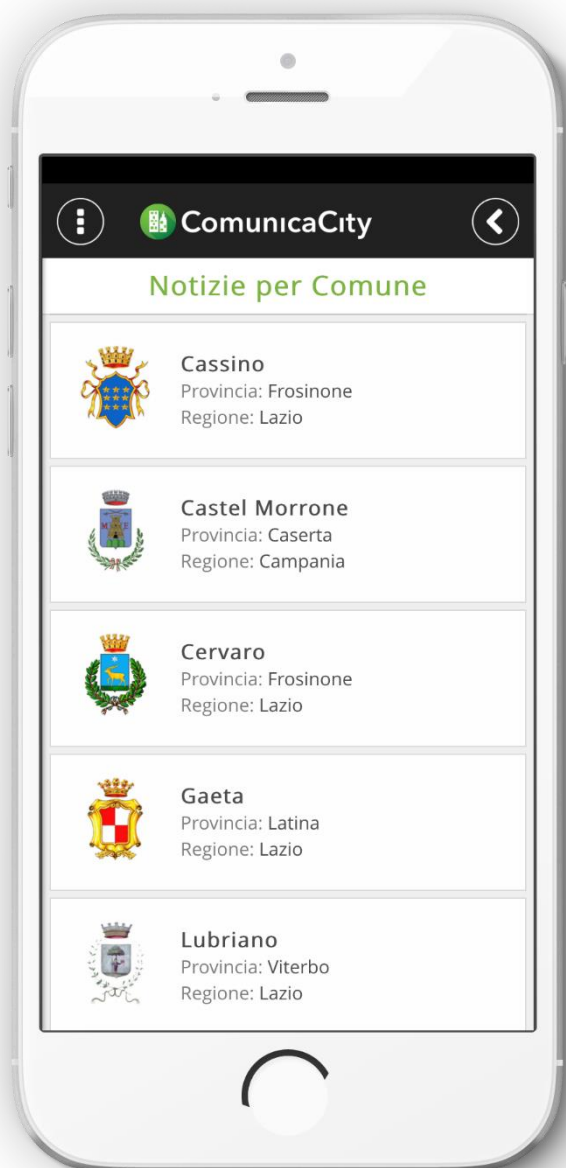 ComunicaCity
Notizie per Comune
Cassino
Provincia: Frosinone
Regione: Lazio
Castel Morrone
Provincia: Caserta
Regione: Campania
Cervaro
Provincia: Frosinone
Regione: Lazio
Gaeta
Provincia: Latina
Regione: Lazio
Lubriano
Provincia: Viterbo
Regione: Lazio